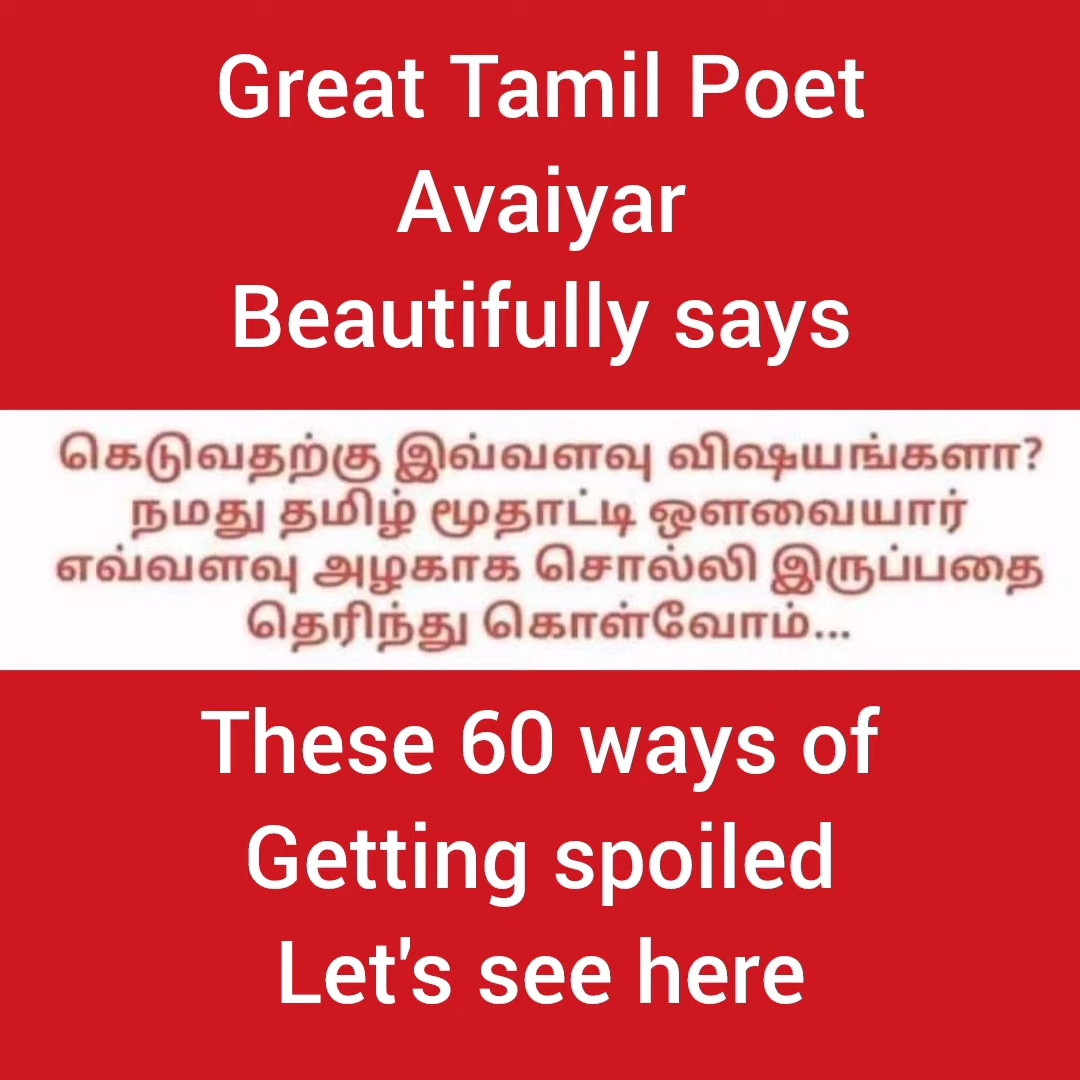 Great Tamil Poet
Avaiyar
Beautifully says
கெடுவதற்கு இவ்வளவு விஷயங்களா?
நமது தமிழ் மூதாட்டி ஔவையார்
எவ்வளவு அழகாக சொல்லி இருப்பதை
தெரிந்து கொள்வோம்...
These 60 ways of
Getting spoiled
Let's see here